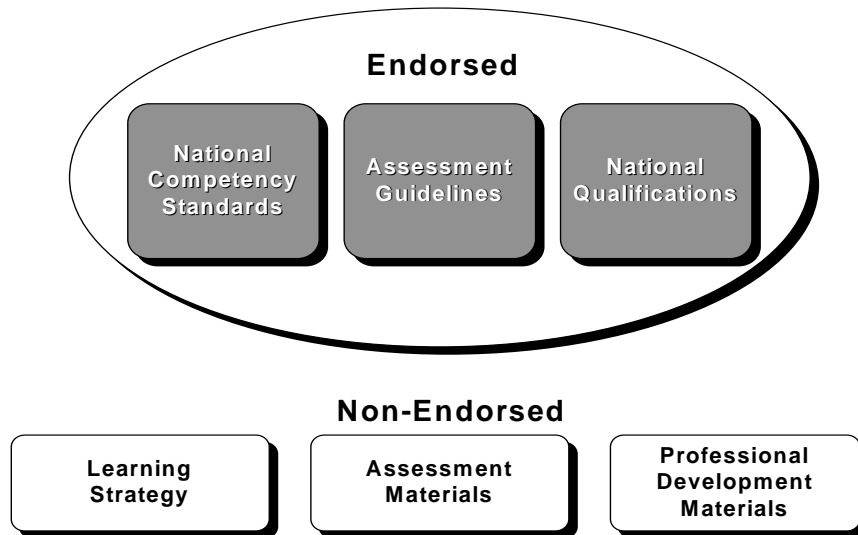 Endorsed
National
Competency
Standards
Assessment
Guidelines
National
Qualifications
Non-Endorsed
Learning
Strategy
Assessment
Materials
Professional
Development
Materials